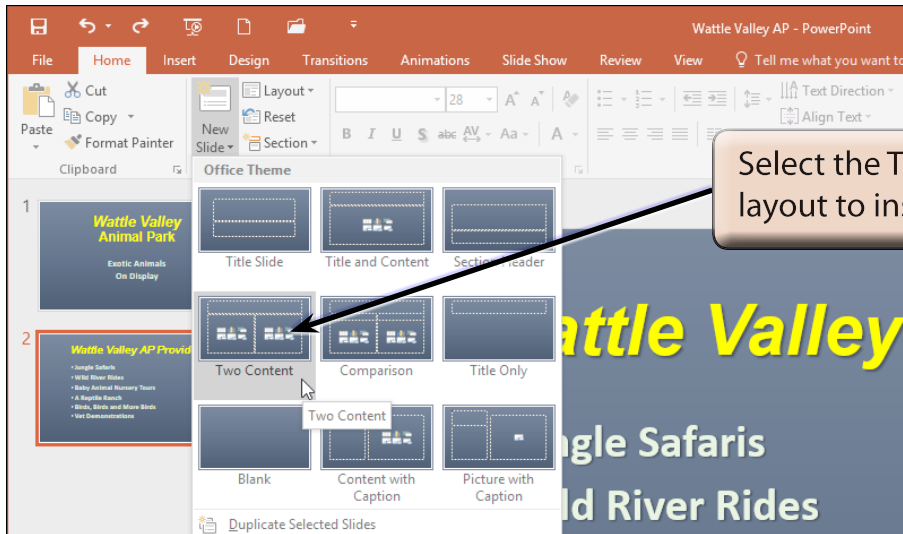 Wattle Valley AP - PowerPoint
File Home Insert Design Transitions Animations Slide Show Review View Tell me what you want to
Paste
Cut
Copy
Format Painter
Clipboard
New
Slide
Layout
Reset
Section
28
A A
B I U S abc AV Aa A
Text Direction
Align Text
Select the T
layout to in
Office Theme
Title Slide Title and Content Section Header
Two Content Comparison Title Only
Two Content
Blank Content with Caption Picture with Caption
Duplicate Selected Slides
1
Wattle Valley
Animal Park
Exotic Animals
On Display
2
Wattle Valley AP Provid
• Jungle Safaris
• Wild River Rides
• Baby Animal Nursery Tours
• A Reptile Ranch
• Birds, Birds and More Birds
• Vet Demonstrations
attle Valley
gle Safaris
ld River Rides